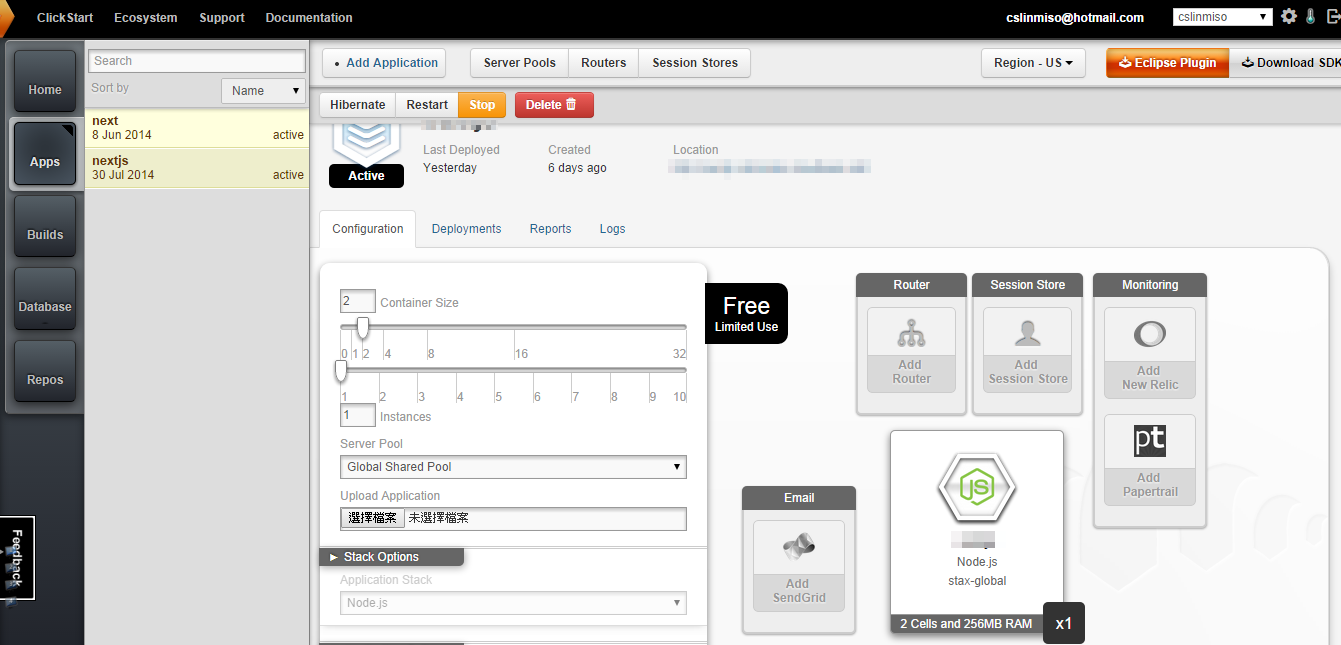 ClickStart Ecosystem Support Documentation cslinmiso@hotmail.com cslinmiso
Home
Apps
Builds
Database
Repos
Feedback
Search
Sort by Name
next
8 Jun 2014 active
nextjs
30 Jul 2014 active
Add Application Server Pools Routers Session Stores Region - US Eclipse Plugin Download SDK
Hibernate Restart Stop Delete
Active
Last Deployed Created Location
Yesterday 6 days ago
Configuration Deployments Reports Logs
2 Container Size
0 1 2 4 8 16 32
1 2 3 4 5 6 7 8 9 10
1 Instances
Server Pool
Global Shared Pool
Upload Application
選擇檔案 未選擇檔案
Stack Options
Application Stack
Node.js
Free
Limited Use
Router
Add
Router
Session Store
Add
Session Store
Monitoring
Add
New Relic
pt
Add
Papertrail
Email
Add
SendGrid
JS
Node.js
stax-global
2 Cells and 256MB RAM x1